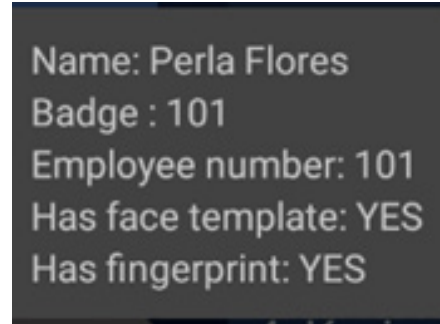 Name: Perla Flores
Badge : 101
Employee number: 101
Has face template: YES
Has fingerprint: YES